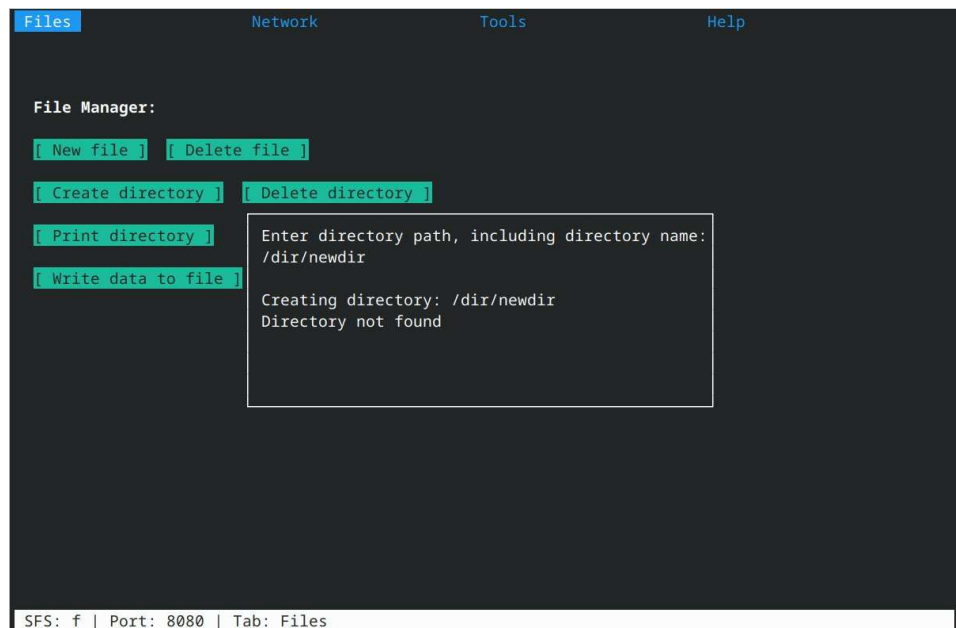 Files Network Tools Help
File Manager:
[ New file ] [ Delete file ]
[ Create directory ] [ Delete directory ]
[ Print directory ]
[ Write data to file ]
Enter directory path, including directory name:
/dir/newdir
Creating directory: /dir/newdir
Directory not found
SFS: f | Port: 8080 | Tab: Files